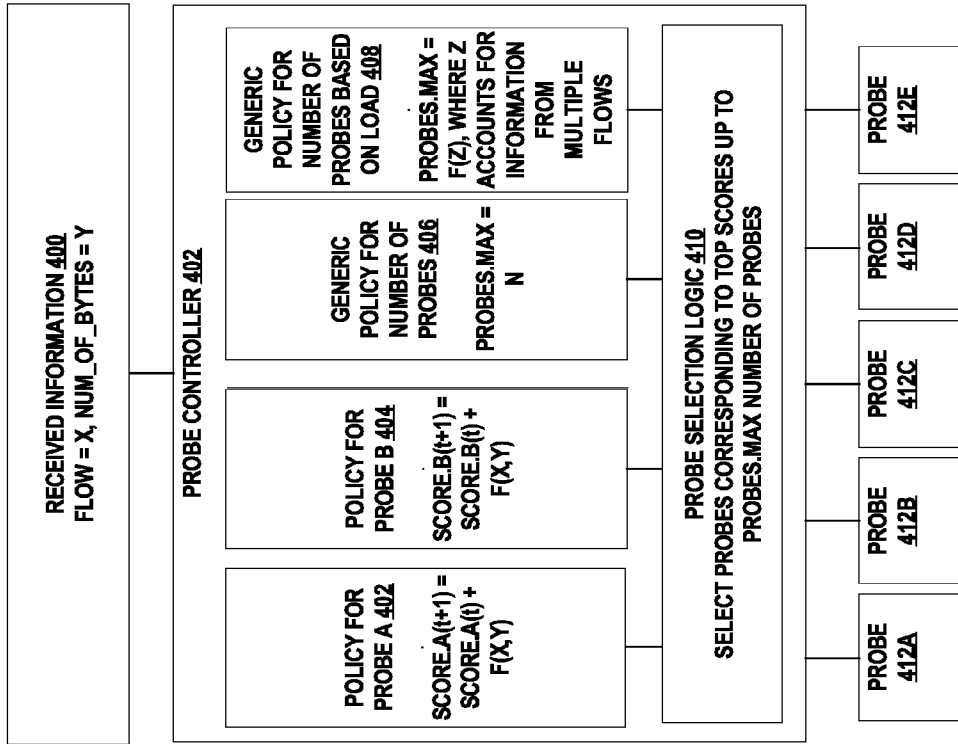 RECEIVED INFORMATION 400
FLOW = X, NUM_OF_BYTES = Y
PROBE CONTROLLER 402
POLICY FOR
PROBE A 402
SCORE.A(t+1) =
SCORE.A(t) +
F(X,Y)
POLICY FOR
PROBE B 404
SCORE.B(t+1) =
SCORE.B(t) +
F(X,Y)
GENERIC
POLICY FOR
NUMBER OF
PROBES 406
PROBES.MAX =
N
GENERIC
POLICY FOR
NUMBER OF
PROBES BASED
ON LOAD 408
PROBES.MAX =
F(Z), WHERE Z
ACCOUNTS FOR
INFORMATION
FROM
MULTIPLE
FLOWS
PROBE SELECTION LOGIC 410
SELECT PROBES CORRESPONDING TO TOP SCORES UP TO
PROBES.MAX NUMBER OF PROBES
PROBE
412A
PROBE
412B
PROBE
412C
PROBE
412D
PROBE
412E